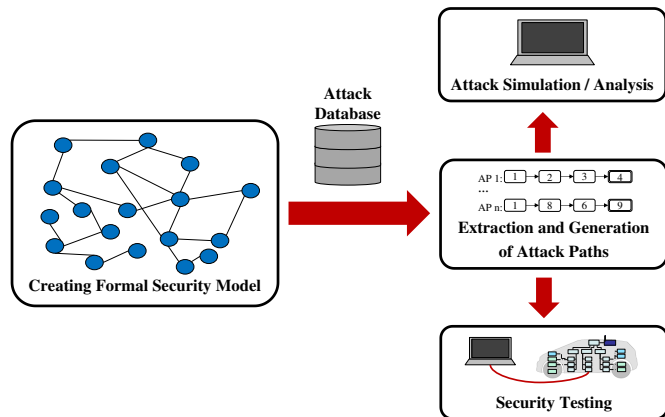 Attack
Database
Creating Formal Security Model
Attack Simulation / Analysis
AP 1: 1 2 3 4
...
AP n: 1 8 6 9
Extraction and Generation
of Attack Paths
Security Testing